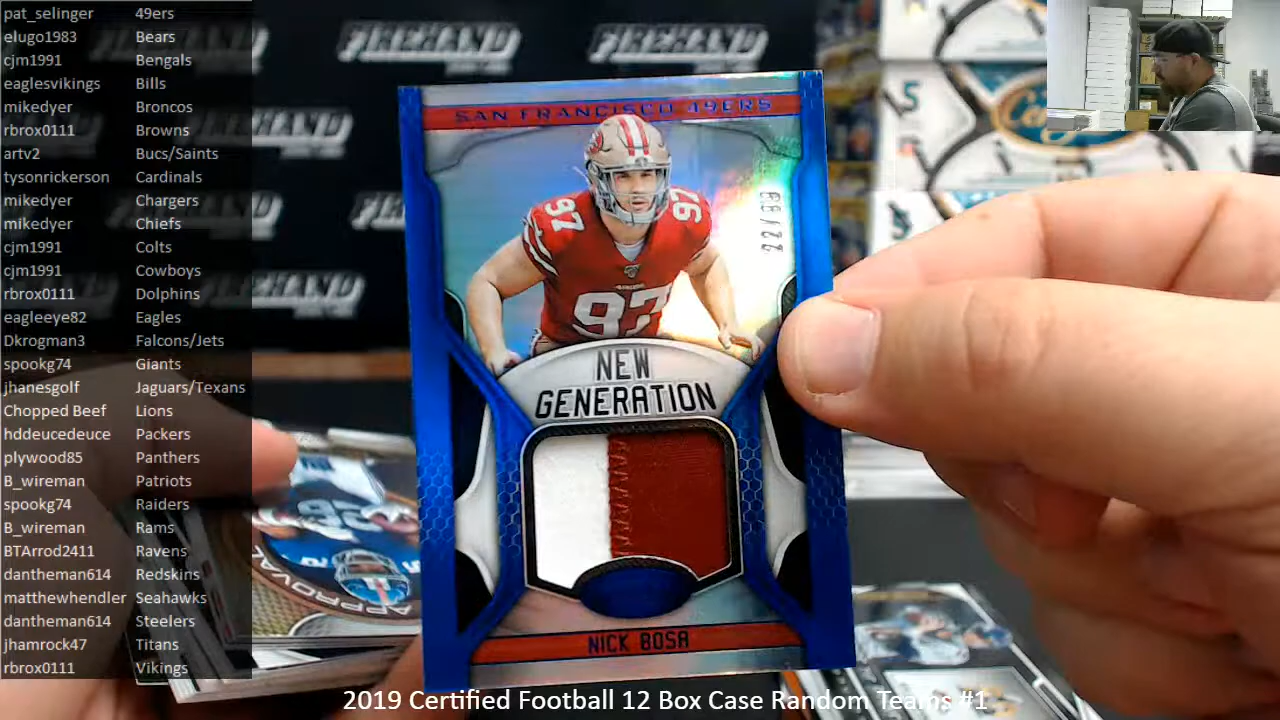 pat_selinger 49ers
elugo1983 Bears
cjm1991 Bengals
eaglesvikings Bills
mikedyer Broncos
rbrox0111 Browns
artv2 Bucs/Saints
tysonrickerson Cardinals
mikedyer Chargers
mikedyer Chiefs
cjm1991 Colts
cjm1991 Cowboys
rbrox0111 Dolphins
eagleeye82 Eagles
Dkrogman3 Falcons/Jets
spookg74 Giants
jhanesgolf Jaguars/Texans
Chopped Beef Lions
hddeucedeuce Packers
plywood85 Panthers
B_wireman Patriots
spookg74 Raiders
B_wireman Rams
BTArrod2411 Ravens
dantheman614 Redskins
matthewhendler Seahawks
dantheman614 Steelers
jhamrock47 Titans
rbrox0111 Vikings
FIREHAND FIREHAND
SAN FRANCISCO 49ERS
97 97
97
NEW
GENERATION
NICK BOSA
APPROVAL
2019 Certified Football 12 Box Case Random Teams #1